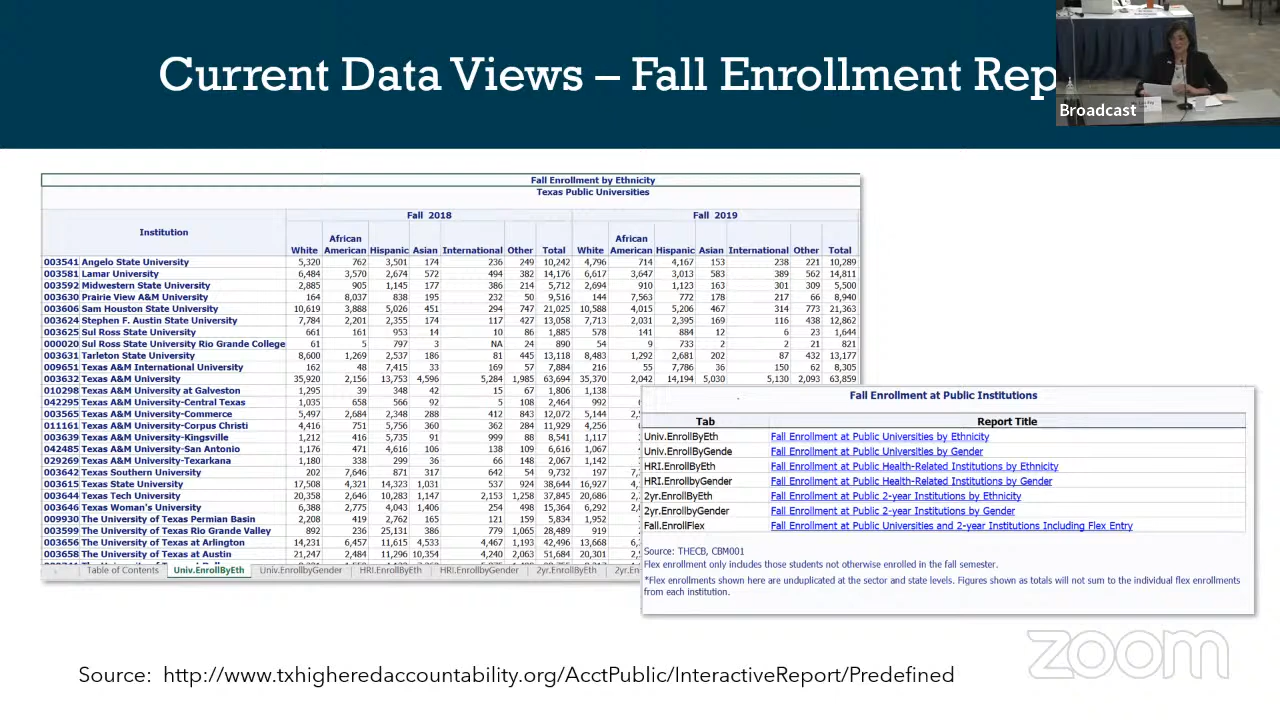 Current Data Views – Fall Enrollment Rep
Broadcast
Fall Enrollment by Ethnicity
Texas Public Universities
Institution Fall 2018 Fall 2019
White African American Hispanic Asian International Other Total White African American Hispanic Asian International Other Total
003541 Angelo State University 5,320 762 3,501 174 236 249 10,242 4,796 714 4,167 153 238 221 10,289
003581 Lamar University 6,484 3,570 2,674 572 494 382 14,176 6,617 3,647 3,013 583 389 562 14,811
003592 Midwestern State University 2,885 905 1,145 177 386 214 5,712 2,694 910 1,123 163 301 309 5,500
003630 Prairie View A&M University 164 8,037 838 195 232 50 9,516 144 7,563 772 178 217 66 8,940
003606 Sam Houston State University 10,619 3,888 5,026 451 294 747 21,025 10,588 4,015 5,206 467 314 773 21,363
003624 Stephen F. Austin State University 7,784 2,201 2,355 174 117 427 13,058 7,713 2,031 2,395 169 116 438 12,862
003625 Sul Ross State University 661 161 953 14 10 86 1,885 578 141 884 12 6 23 1,644
000020 Sul Ross State University Rio Grande College 61 5 797 3 NA 24 890 54 9 733 2 2 21 821
003631 Tarleton State University 8,600 1,269 2,537 186 81 445 13,118 8,483 1,292 2,681 202 87 432 13,177
009651 Texas A&M International University 162 48 7,415 33 169 57 7,884 216 55 7,786 36 150 62 8,305
003632 Texas A&M University 35,920 2,156 13,753 4,596 5,284 1,985 63,694 35,370 2,042 14,194 5,030 5,130 2,093 63,859
010298 Texas A&M University at Galveston 1,295 39 348 42 15 67 1,806 1,138
042295 Texas A&M University-Central Texas 1,035 658 566 92 5 108 2,464 992
003565 Texas A&M University-Commerce 5,497 2,684 2,348 288 412 843 12,072 5,144
011161 Texas A&M University-Corpus Christi 4,416 751 5,756 360 362 284 11,929 4,256
003639 Texas A&M University-Kingsville 1,212 416 5,735 91 999 88 8,541 1,117
042485 Texas A&M University-San Antonio 1,176 471 4,616 106 138 109 6,616 1,067
029269 Texas A&M University-Texarkana 1,180 338 299 36 66 148 2,067 1,142
003642 Texas Southern University 202 7,646 871 317 642 54 9,732 197
003615 Texas State University 17,508 4,321 14,323 1,031 537 924 38,644 16,927
003644 Texas Tech University 20,358 2,646 10,283 1,147 2,153 1,258 37,845 20,686
003646 Texas Woman's University 6,388 2,775 4,043 1,406 254 498 15,364 6,292
009930 The University of Texas Permian Basin 2,208 419 2,762 165 121 159 5,834 1,952
003599 The University of Texas Rio Grande Valley 892 236 25,131 386 779 1,065 28,489 919
003656 The University of Texas at Arlington 14,231 6,457 11,615 4,533 4,467 1,193 42,496 13,668
003658 The University of Texas at Austin 21,247 2,484 11,296 10,354 4,240 2,063 51,684 20,301
Table of Contents Univ.EnrollByEth Univ.EnrollbyGender HRI.EnrollByEth HRI.EnrollbyGender 2yr.EnrollByEth
Fall Enrollment at Public Institutions
Tab Report Title
Univ.EnrollByEth Fall Enrollment at Public Universities by Ethnicity
Univ.EnrollByGende Fall Enrollment at Public Universities by Gender
HRI.EnrollByEth Fall Enrollment at Public Health-Related Institutions by Ethnicity
HRI.EnrollByGender Fall Enrollment at Public Health-Related Institutions by Gender
2yr.EnrollByEth Fall Enrollment at Public 2-year Institutions by Ethnicity
2yr.EnrollbyGender Fall Enrollment at Public 2-year Institutions by Gender
Fall.EnrollFlex Fall Enrollment at Public Universities and 2-year Institutions Including Flex Entry
Source: THECB, CBM001
Flex enrollment only includes those students not otherwise enrolled in the fall semester.
*Flex enrollments shown here are unduplicated at the sector and state levels. Figures shown as totals will not sum to the individual flex enrollments
from each institution.
zoom
Source: http://www.txhigheredaccountability.org/AcctPublic/InteractiveReport/Predefined